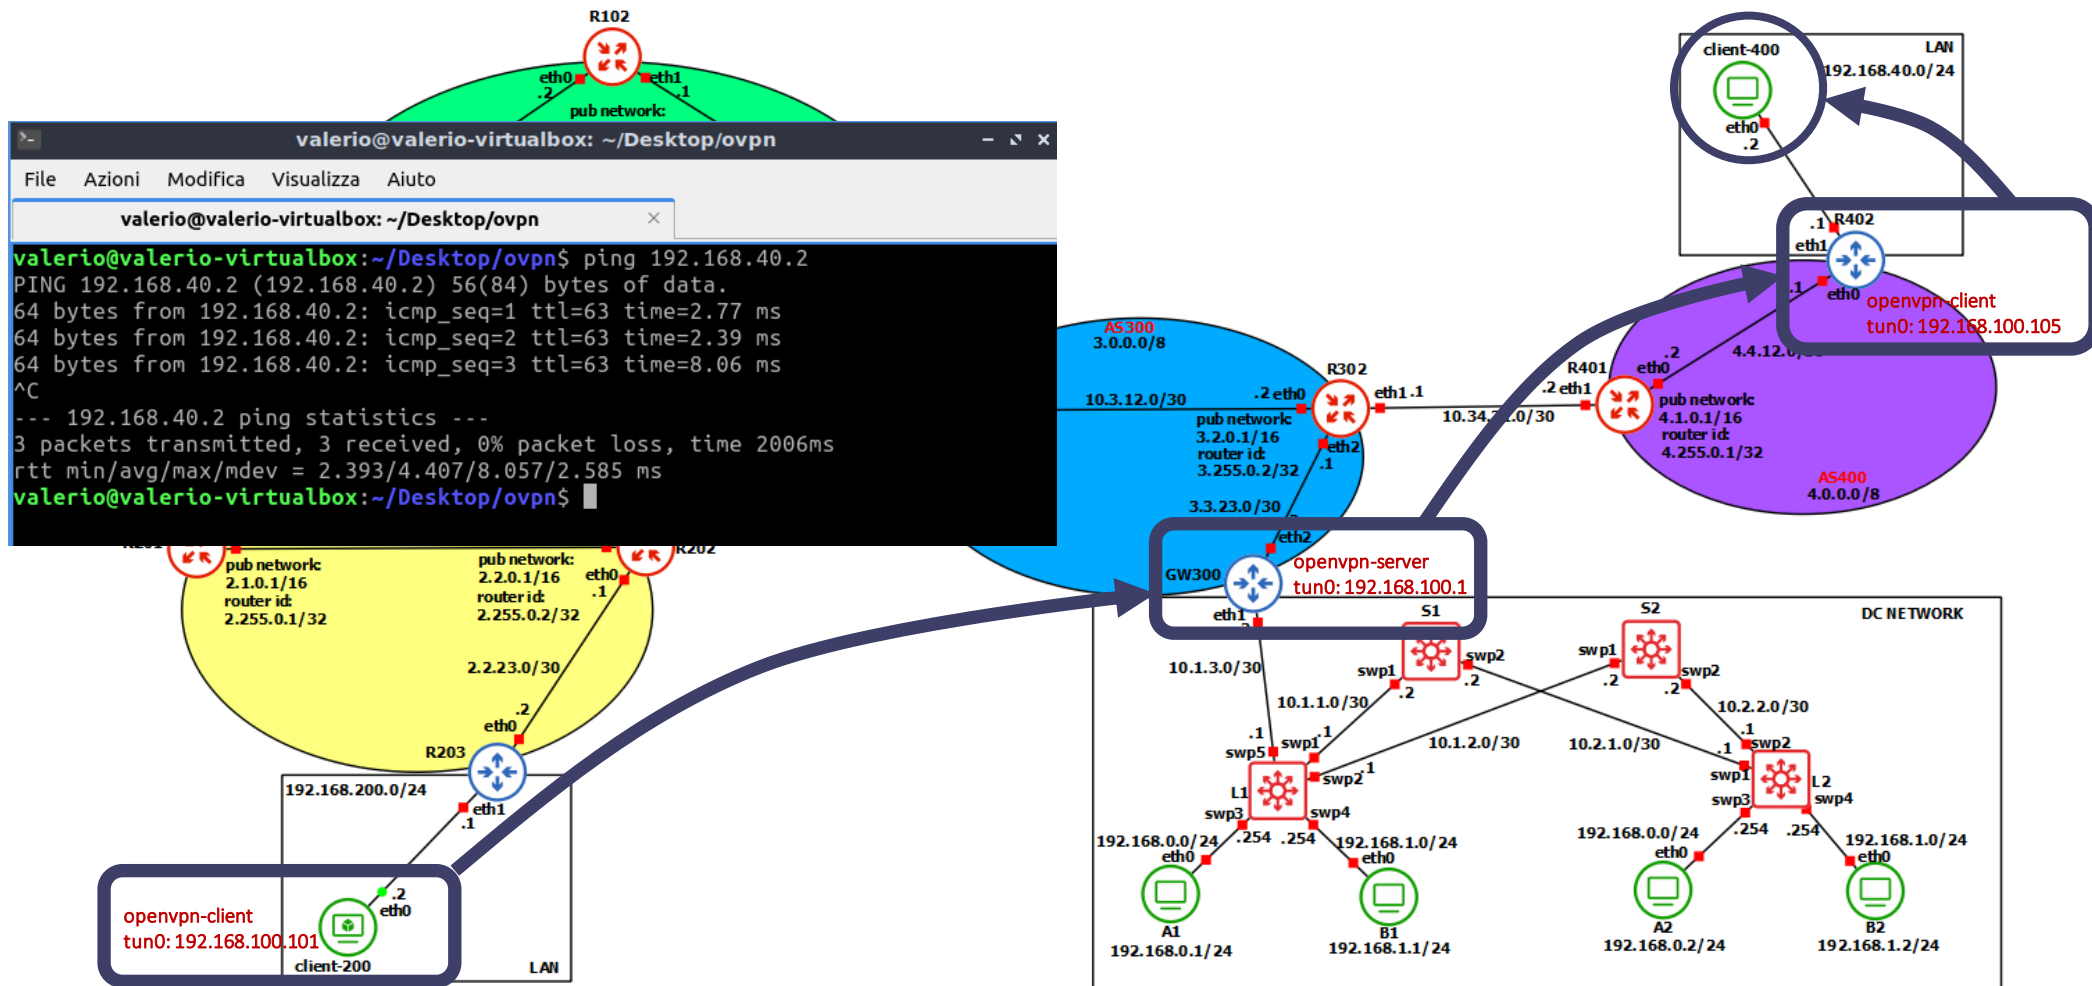 R102
eth0
.2
eth1
.1
pub network:
valerio@valerio-virtualbox: ~/Desktop/ovpn
File Azioni Modifica Visualizza Aiuto
valerio@valerio-virtualbox: ~/Desktop/ovpn
valerio@valerio-virtualbox:~/Desktop/ovpn$ ping 192.168.40.2
PING 192.168.40.2 (192.168.40.2) 56(84) bytes of data.
64 bytes from 192.168.40.2: icmp_seq=1 ttl=63 time=2.77 ms
64 bytes from 192.168.40.2: icmp_seq=2 ttl=63 time=2.39 ms
64 bytes from 192.168.40.2: icmp_seq=3 ttl=63 time=8.06 ms
^C
--- 192.168.40.2 ping statistics ---
3 packets transmitted, 3 received, 0% packet loss, time 2006ms
rtt min/avg/max/mdev = 2.393/4.407/8.057/2.585 ms
valerio@valerio-virtualbox:~/Desktop/ovpn$
client-400
LAN
192.168.40.0/24
eth0
.2
.1
R402
eth1
.1
eth0
openvpn-client
tun0: 192.168.100.105
AS300
3.0.0.0/8
10.3.12.0/30
.2 eth0
R302
eth1 .1
pub network:
3.2.0.1/16
router id:
3.255.0.2/32
eth2
.1
3.3.23.0/30
.2 eth1
R401
.2
eth0
pub network:
4.1.0.1/16
router id:
4.255.0.1/32
AS400
4.0.0.0/8
eth2
GW300
openvpn-server
tun0: 192.168.100.1
eth1
R202
pub network:
2.1.0.1/16
router id:
2.255.0.1/32
pub network:
2.2.0.1/16
router id:
2.255.0.2/32
eth0
.1
2.2.23.0/30
.2
eth0
R203
192.168.200.0/24
eth1
.1
.2
eth0
openvpn-client
tun0: 192.168.100.101
client-200
LAN
DC NETWORK
S1
S2
10.1.3.0/30
swp1
.2
swp2
.2
swp1
.2
swp2
.2
10.1.1.0/30
10.1.2.0/30
10.2.1.0/30
10.2.2.0/30
.1
swp5
swp1
.1
swp2
.1
L1
swp3
swp4
.254
.254
192.168.0.0/24
eth0
192.168.1.0/24
eth0
.1
swp2
.1
swp1
L2
swp3
swp4
.254
.254
192.168.0.0/24
eth0
192.168.1.0/24
eth0
A1
192.168.0.1/24
B1
192.168.1.1/24
A2
192.168.0.2/24
B2
192.168.1.2/24